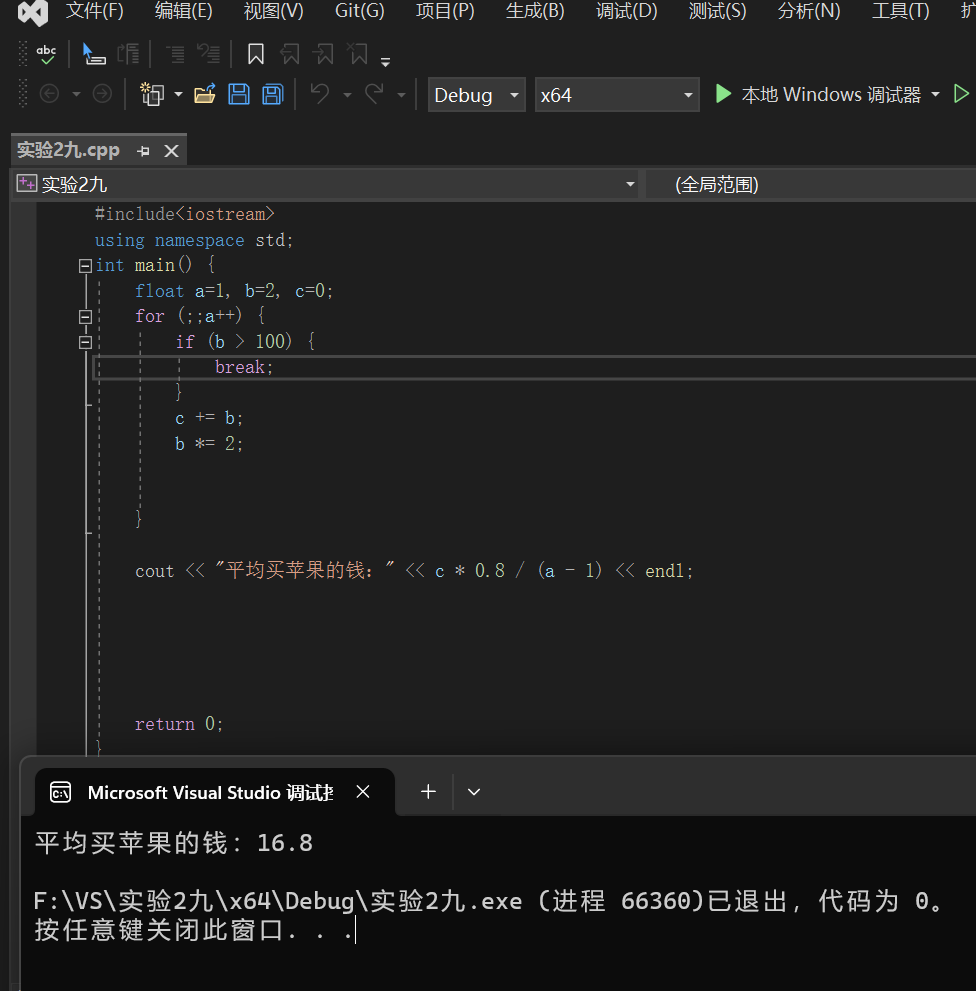 文件(F) 编辑(E) 视图(V) Git(G) 项目(P) 生成(B) 调试(D) 测试(S) 分析(N) 工具(T) 扩
abc
Debug x64 本地 Windows 调试器
实验2九.cpp
实验2九 (全局范围)
#include<iostream>
using namespace std;
int main() {
float a=1, b=2, c=0;
for (;;a++) {
if (b > 100) {
break;
}
c += b;
b *= 2;
}
cout << "平均买苹果的钱：" << c * 0.8 / (a - 1) << endl;
return 0;
}
Microsoft Visual Studio 调试控
平均买苹果的钱：16.8
F:\VS\实验2九\x64\Debug\实验2九.exe (进程 66360)已退出，代码为 0。
按任意键关闭此窗口. . .